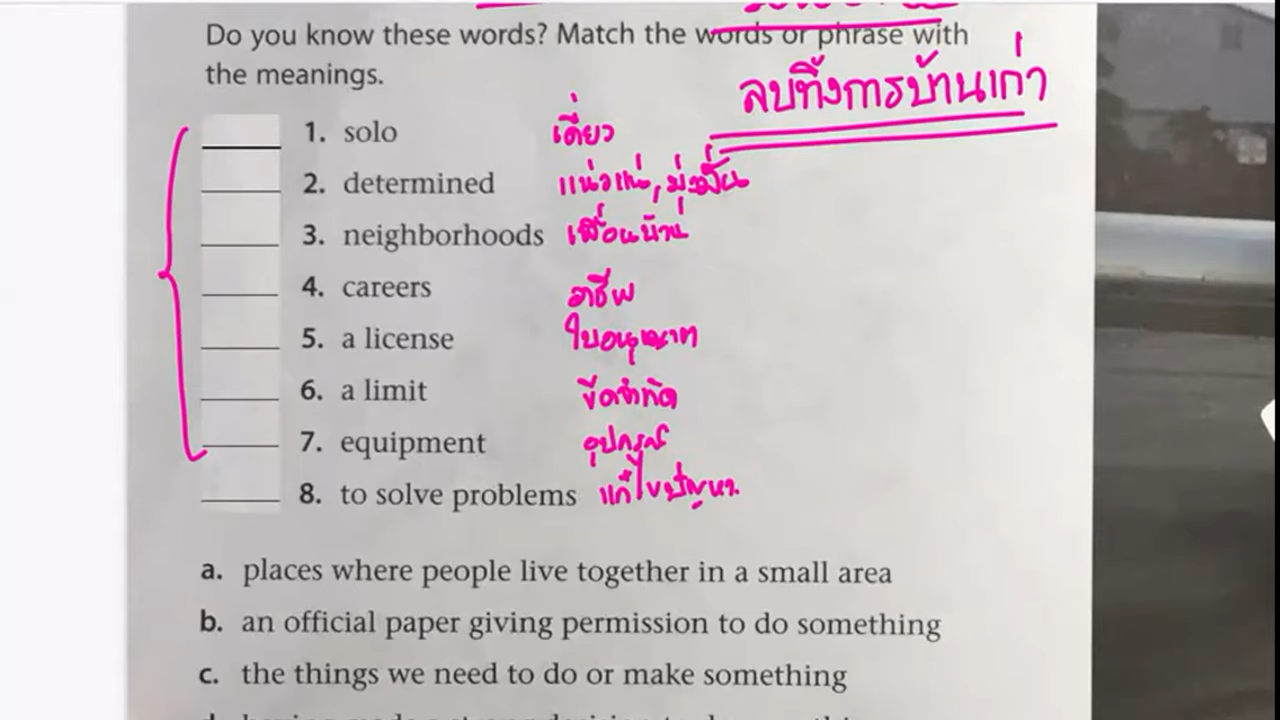 Do you know these words? Match the words or phrase with
the meanings.
ลบทิ้งการบ้านเก่า
1. solo เดี่ยว
2. determined แน่วแน่, มุ่งมั่น
3. neighborhoods เพื่อนบ้าน
4. careers อาชีพ
5. a license ใบอนุญาต
6. a limit ขีดจำกัด
7. equipment อุปกรณ์
8. to solve problems แก้ไขปัญหา
a. places where people live together in a small area
b. an official paper giving permission to do something
c. the things we need to do or make something